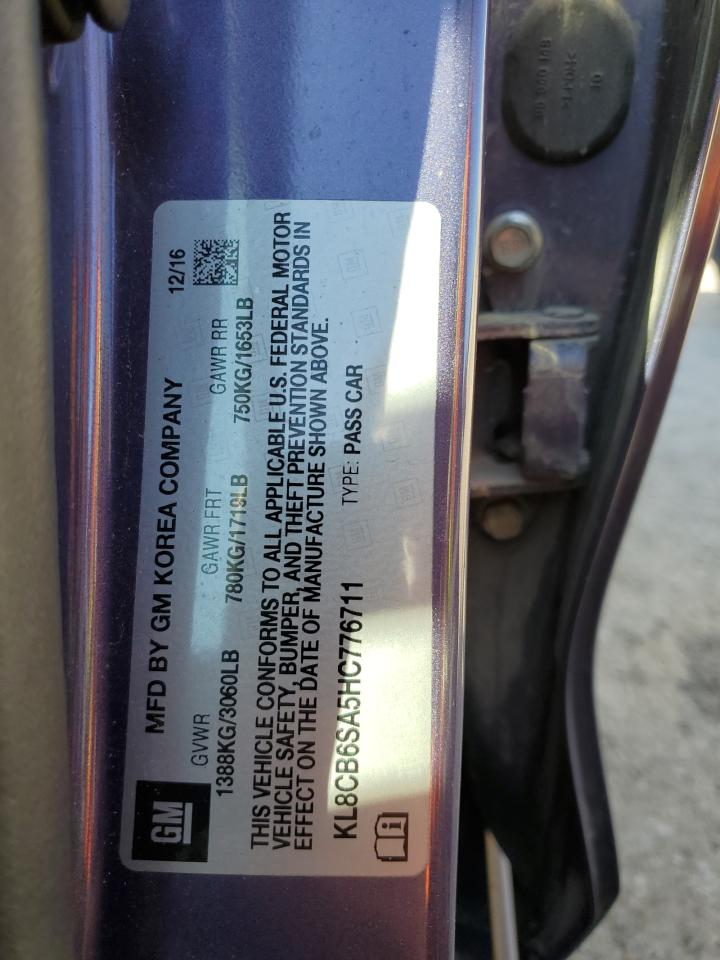 GM
MFD BY GM KOREA COMPANY 12/16
GVWR GAWR FRT GAWR RR
1388KG/3060LB 780KG/1719LB 750KG/1653LB
THIS VEHICLE CONFORMS TO ALL APPLICABLE U.S. FEDERAL MOTOR
VEHICLE SAFETY, BUMPER, AND THEFT PREVENTION STANDARDS IN
EFFECT ON THE DATE OF MANUFACTURE SHOWN ABOVE.
KL8CB6SA5HC776711 TYPE: PASS CAR